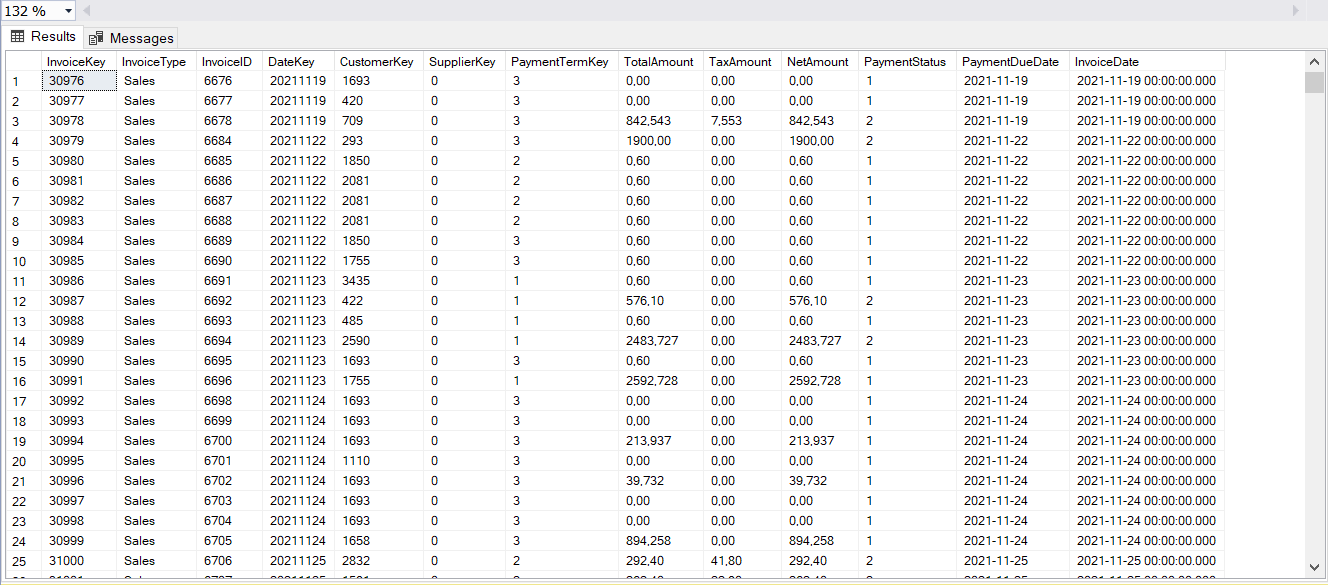 132 %
Results Messages
InvoiceKey InvoiceType InvoiceID DateKey CustomerKey SupplierKey PaymentTermKey TotalAmount TaxAmount NetAmount PaymentStatus PaymentDueDate InvoiceDate
1 30976 Sales 6676 20211119 1693 0 3 0,00 0,00 0,00 1 2021-11-19 2021-11-19 00:00:00.000
2 30977 Sales 6677 20211119 420 0 3 0,00 0,00 0,00 1 2021-11-19 2021-11-19 00:00:00.000
3 30978 Sales 6678 20211119 709 0 3 842,543 7,553 842,543 2 2021-11-19 2021-11-19 00:00:00.000
4 30979 Sales 6684 20211122 293 0 3 1900,00 0,00 1900,00 2 2021-11-22 2021-11-22 00:00:00.000
5 30980 Sales 6685 20211122 1850 0 2 0,60 0,00 0,60 1 2021-11-22 2021-11-22 00:00:00.000
6 30981 Sales 6686 20211122 2081 0 2 0,60 0,00 0,60 1 2021-11-22 2021-11-22 00:00:00.000
7 30982 Sales 6687 20211122 2081 0 2 0,60 0,00 0,60 1 2021-11-22 2021-11-22 00:00:00.000
8 30983 Sales 6688 20211122 2081 0 2 0,60 0,00 0,60 1 2021-11-22 2021-11-22 00:00:00.000
9 30984 Sales 6689 20211122 1850 0 3 0,60 0,00 0,60 1 2021-11-22 2021-11-22 00:00:00.000
10 30985 Sales 6690 20211122 1755 0 3 0,60 0,00 0,60 1 2021-11-22 2021-11-22 00:00:00.000
11 30986 Sales 6691 20211123 3435 0 1 0,60 0,00 0,60 1 2021-11-23 2021-11-23 00:00:00.000
12 30987 Sales 6692 20211123 422 0 1 576,10 0,00 576,10 2 2021-11-23 2021-11-23 00:00:00.000
13 30988 Sales 6693 20211123 485 0 1 0,60 0,00 0,60 1 2021-11-23 2021-11-23 00:00:00.000
14 30989 Sales 6694 20211123 2590 0 1 2483,727 0,00 2483,727 2 2021-11-23 2021-11-23 00:00:00.000
15 30990 Sales 6695 20211123 1693 0 3 0,60 0,00 0,60 1 2021-11-23 2021-11-23 00:00:00.000
16 30991 Sales 6696 20211123 1755 0 1 2592,728 0,00 2592,728 1 2021-11-23 2021-11-23 00:00:00.000
17 30992 Sales 6698 20211124 1693 0 3 0,00 0,00 0,00 1 2021-11-24 2021-11-24 00:00:00.000
18 30993 Sales 6699 20211124 1693 0 3 0,00 0,00 0,00 1 2021-11-24 2021-11-24 00:00:00.000
19 30994 Sales 6700 20211124 1693 0 3 213,937 0,00 213,937 1 2021-11-24 2021-11-24 00:00:00.000
20 30995 Sales 6701 20211124 1110 0 3 0,00 0,00 0,00 1 2021-11-24 2021-11-24 00:00:00.000
21 30996 Sales 6702 20211124 1693 0 3 39,732 0,00 39,732 1 2021-11-24 2021-11-24 00:00:00.000
22 30997 Sales 6703 20211124 1693 0 3 0,00 0,00 0,00 1 2021-11-24 2021-11-24 00:00:00.000
23 30998 Sales 6704 20211124 1693 0 3 0,00 0,00 0,00 1 2021-11-24 2021-11-24 00:00:00.000
24 30999 Sales 6705 20211124 1658 0 3 894,258 0,00 894,258 1 2021-11-24 2021-11-24 00:00:00.000
25 31000 Sales 6706 20211125 2832 0 2 292,40 41,80 292,40 2 2021-11-25 2021-11-25 00:00:00.000